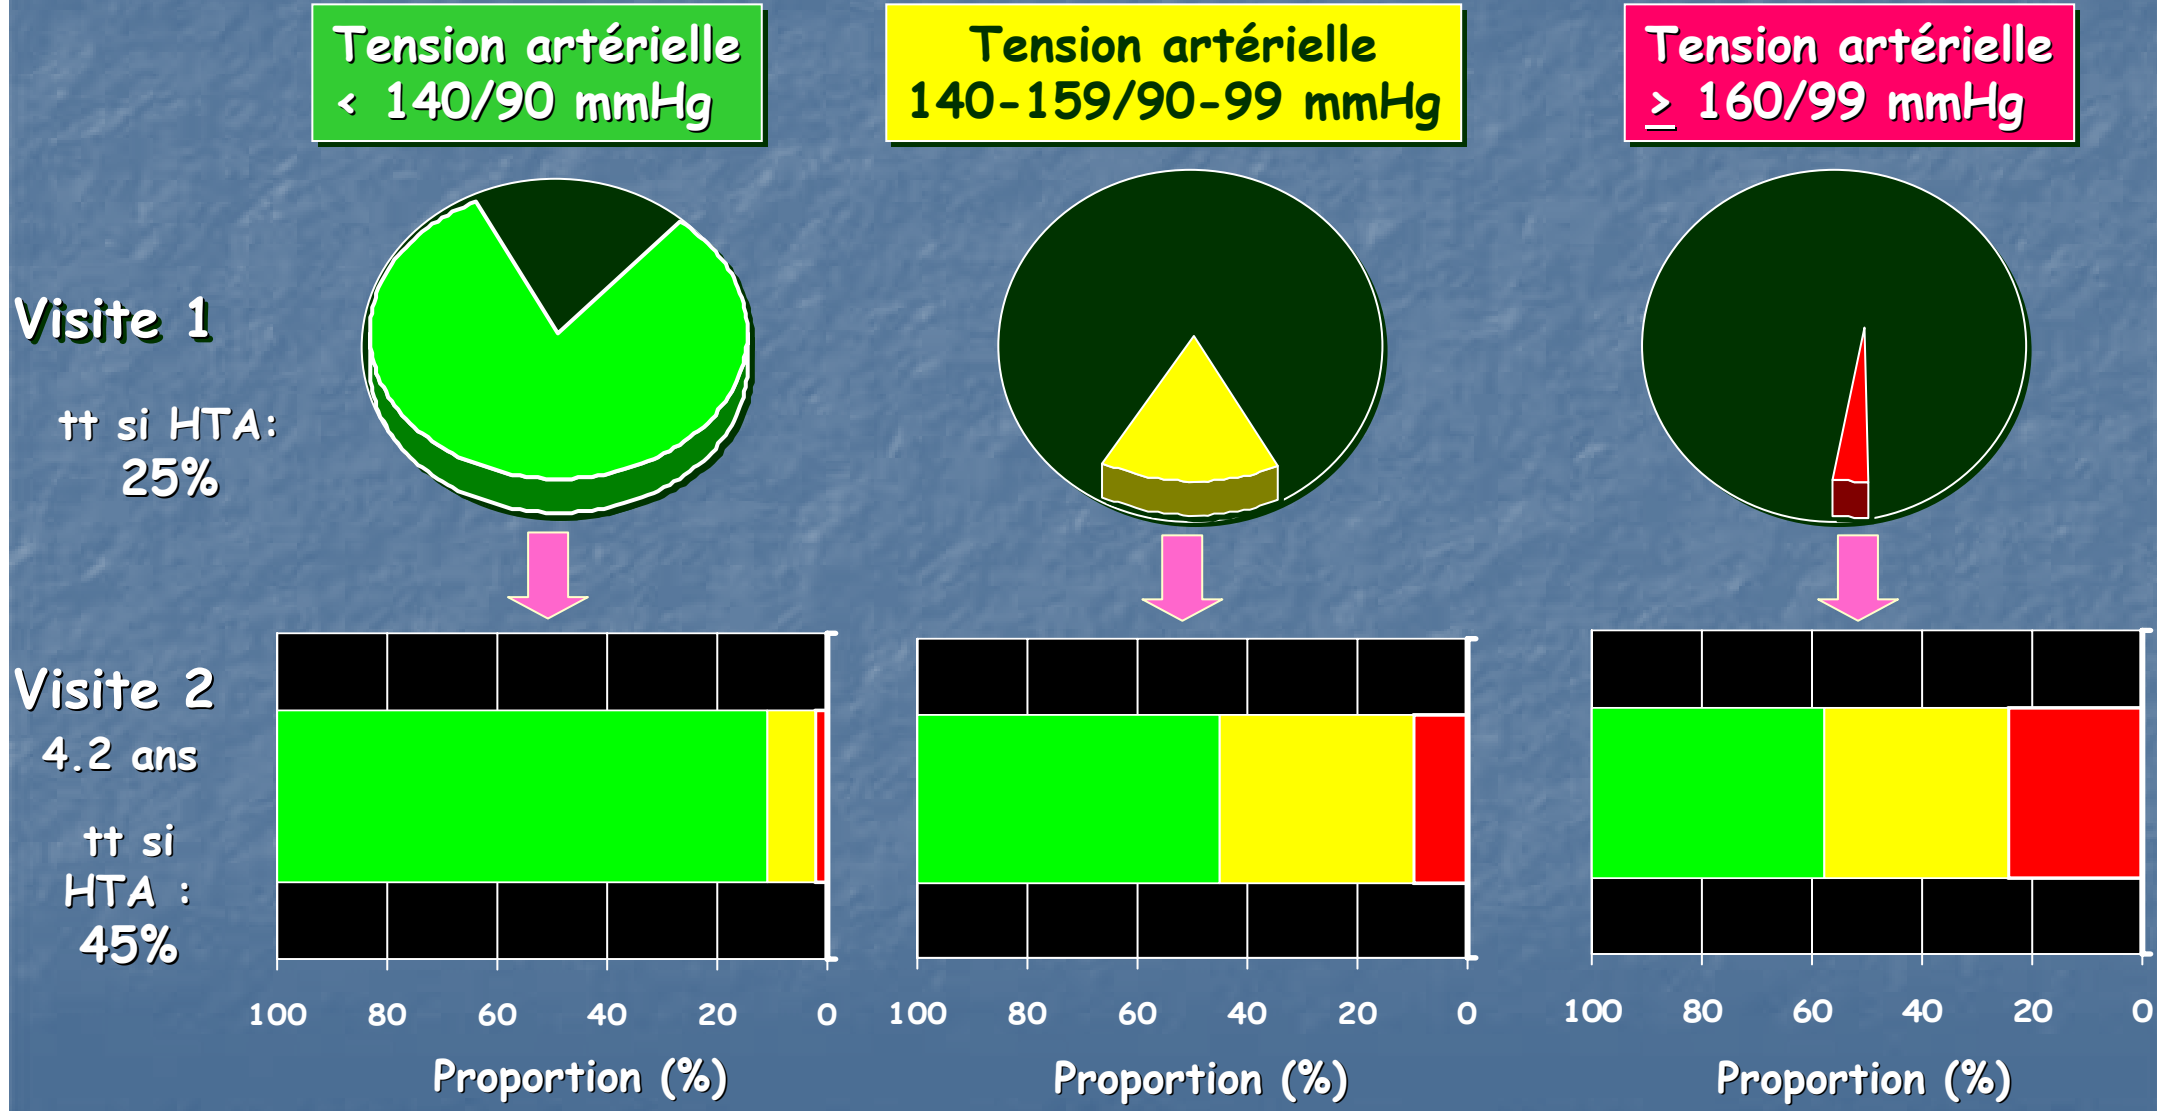 Tension artérielle
< 140/90 mmHg
Tension artérielle
140-159/90-99 mmHg
Tension artérielle
≥ 160/99 mmHg
Visite 1
tt si HTA:
25%
Visite 2
4.2 ans
tt si
HTA :
45%
100 80 60 40 20 0
Proportion (%)
100 80 60 40 20 0
Proportion (%)
100 80 60 40 20 0
Proportion (%)